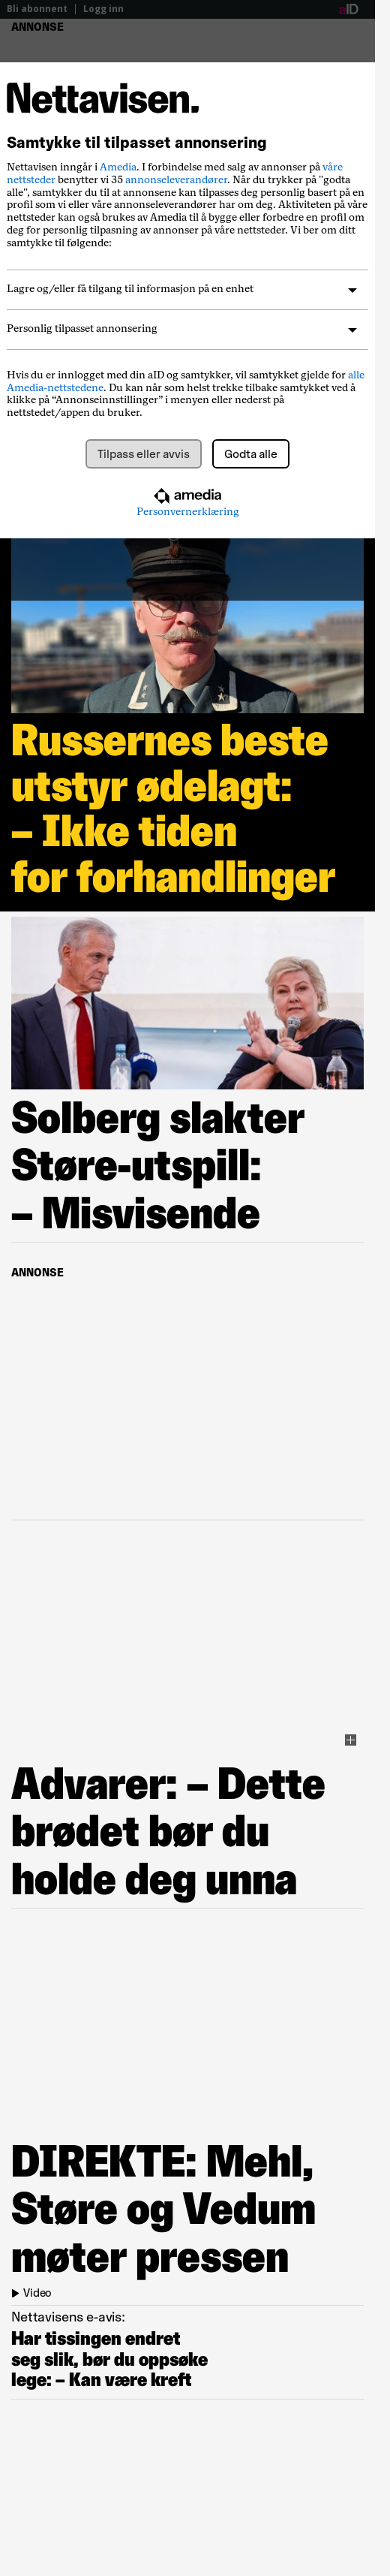 Bli abonnent | Logg inn
aID
ANNONSE
Nettavisen.
Samtykke til tilpasset annonsering
Nettavisen inngår i Amedia. I forbindelse med salg av annonser på våre
nettsteder benytter vi 35 annonseleverandører. Når du trykker på "godta
alle", samtykker du til at annonsene kan tilpasses deg personlig basert på en
profil som vi eller våre annonseleverandører har om deg. Aktiviteten på våre
nettsteder kan også brukes av Amedia til å bygge eller forbedre en profil om
deg for personlig tilpasning av annonser på våre nettsteder. Vi ber om ditt
samtykke til følgende:
Lagre og/eller få tilgang til informasjon på en enhet
Personlig tilpasset annonsering
Hvis du er innlogget med din aID og samtykker, vil samtykket gjelde for alle
Amedia-nettstedene. Du kan når som helst trekke tilbake samtykket ved å
klikke på “Annonseinnstillinger” i menyen eller nederst på
nettstedet/appen du bruker.
Tilpass eller avvis
Godta alle
amedia
Personvernerklæring
Russernes beste
utstyr ødelagt:
– Ikke tiden
for forhandlinger
Solberg slakter
Støre-utspill:
– Misvisende
ANNONSE
Advarer: – Dette
brødet bør du
holde deg unna
DIREKTE: Mehl,
Støre og Vedum
møter pressen
Video
Nettavisens e-avis:
Har tissingen endret
seg slik, bør du oppsøke
lege: – Kan være kreft